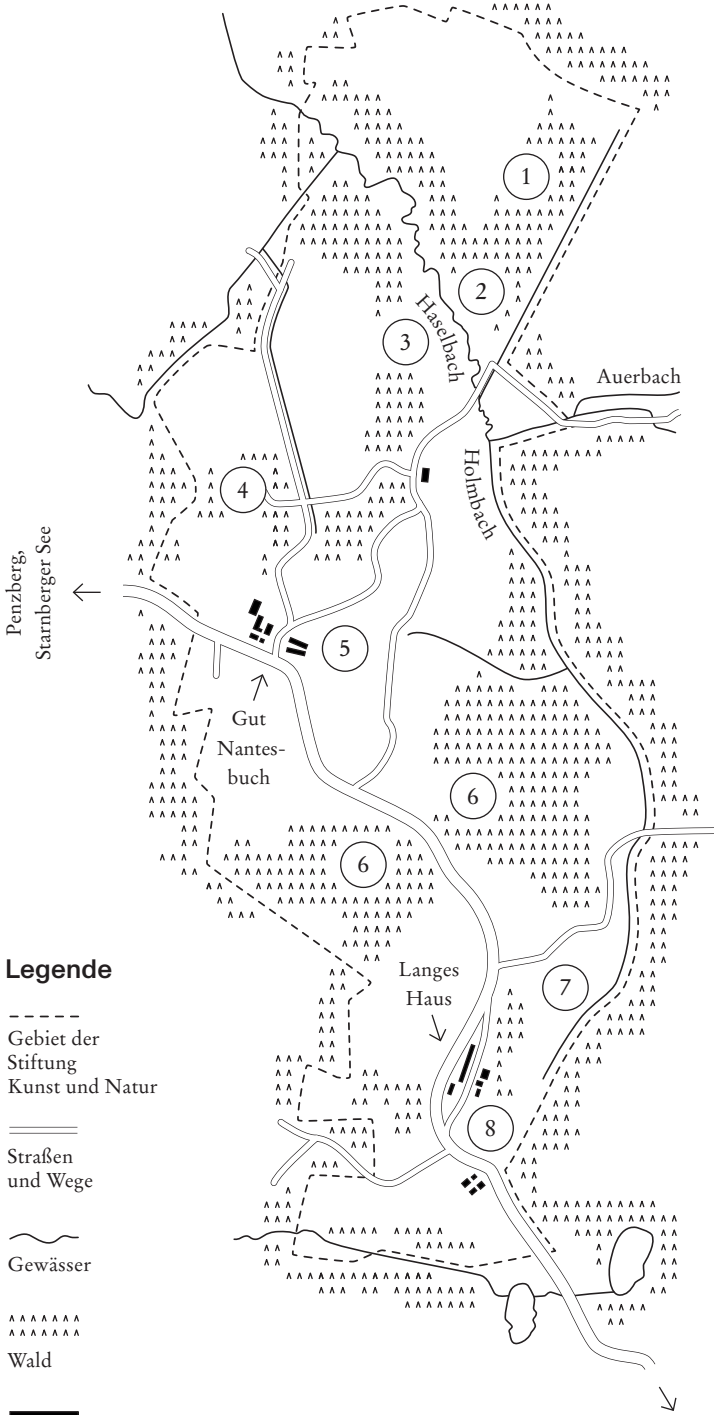 1
2
3
Haselbach
Auerbach
4
Holmbach
Penzberg,
Starnberger See
5
Gut
Nantes-
buch
6
6
Langes
Haus
7
8
Legende
Gebiet der
Stiftung
Kunst und Natur
Straßen
und Wege
Gewässer
Wald